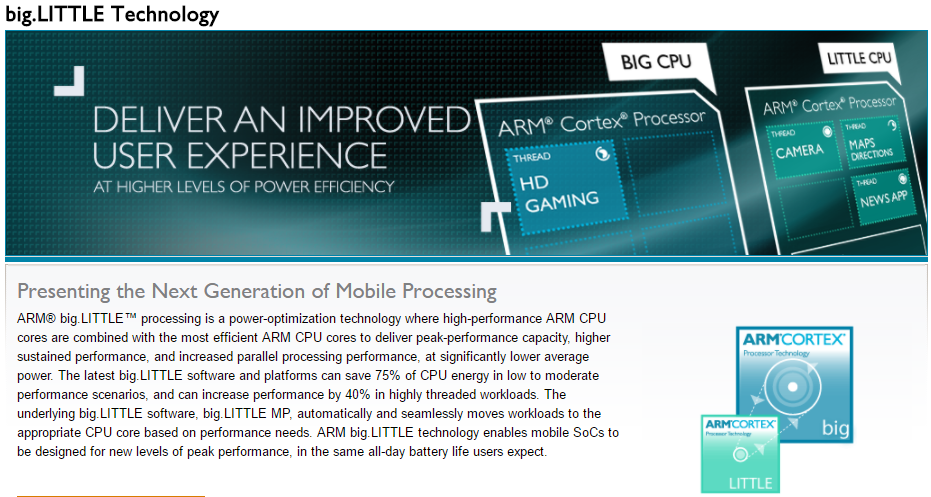 big.LITTLE Technology
DELIVER AN IMPROVED
USER EXPERIENCE
AT HIGHER LEVELS OF POWER EFFICIENCY
BIG CPU
ARM® Cortex® Processor
THREAD
HD
GAMING
LITTLE CPU
ARM® Cortex® Processor
THREAD
CAMERA
THREAD
MAPS
DIRECTIONS
THREAD
NEWS APP
Presenting the Next Generation of Mobile Processing
ARM® big.LITTLE™ processing is a power-optimization technology where high-performance ARM CPU
cores are combined with the most efficient ARM CPU cores to deliver peak-performance capacity, higher
sustained performance, and increased parallel processing performance, at significantly lower average
power. The latest big.LITTLE software and platforms can save 75% of CPU energy in low to moderate
performance scenarios, and can increase performance by 40% in highly threaded workloads. The
underlying big.LITTLE software, big.LITTLE MP, automatically and seamlessly moves workloads to the
appropriate CPU core based on performance needs. ARM big.LITTLE technology enables mobile SoCs to
be designed for new levels of peak performance, in the same all-day battery life users expect.
ARM®CORTEX®
Processor Technology
big
ARM®CORTEX®
Processor Technology
LITTLE